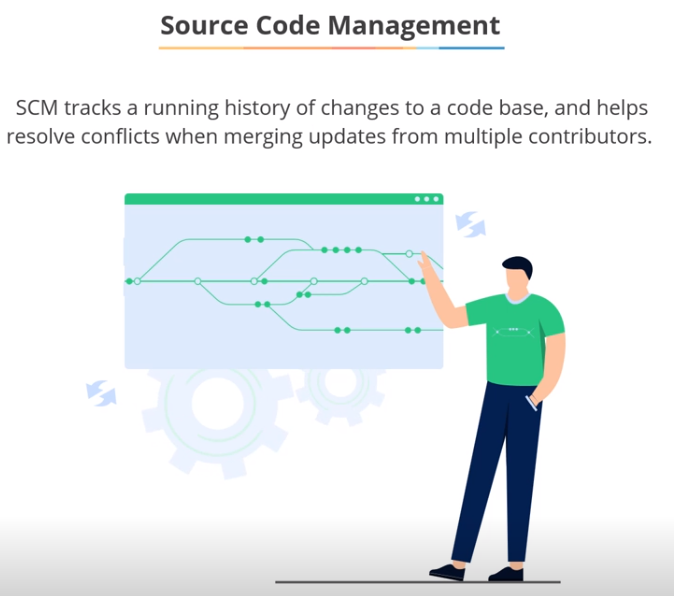 Source Code Management
SCM tracks a running history of changes to a code base, and helps
resolve conflicts when merging updates from multiple contributors.